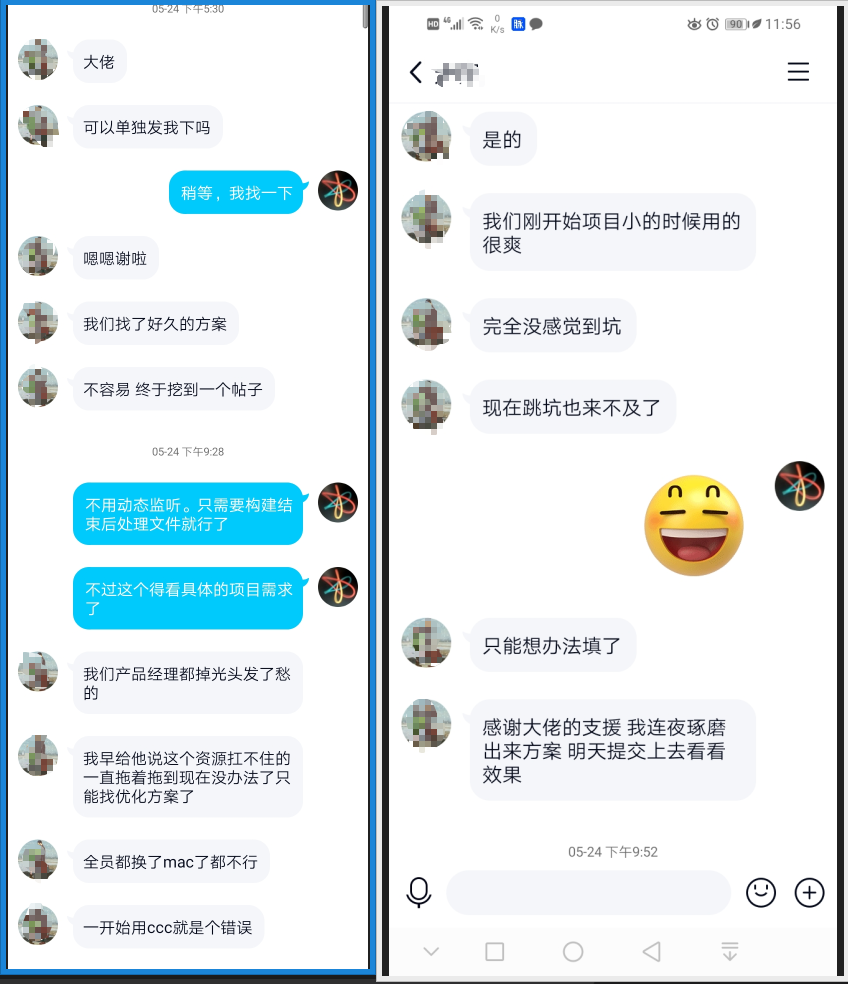 05-24 下午5:30
大佬
可以单独发我下吗
稍等，我找一下
嗯嗯谢啦
我们找了好久的方案
不容易 终于挖到一个帖子
05-24 下午9:28
不用动态监听。只需要构建结
束后处理文件就行了
不过这个得看具体的项目需求
了
我们产品经理都掉光头发了愁
的
我早给他说这个资源扛不住的
一直拖着拖到现在没办法了只
能找优化方案了
全员都换了mac了都不行
一开始用ccc就是个错误
HD 4G 0 K/s 脉 90 11:56
是的
我们刚开始项目小的时候用的
很爽
完全没感觉到坑
现在跳坑也来不及了
只能想办法填了
感谢大佬的支援 我连夜琢磨
出来方案 明天提交上去看看
效果
05-24 下午9:52